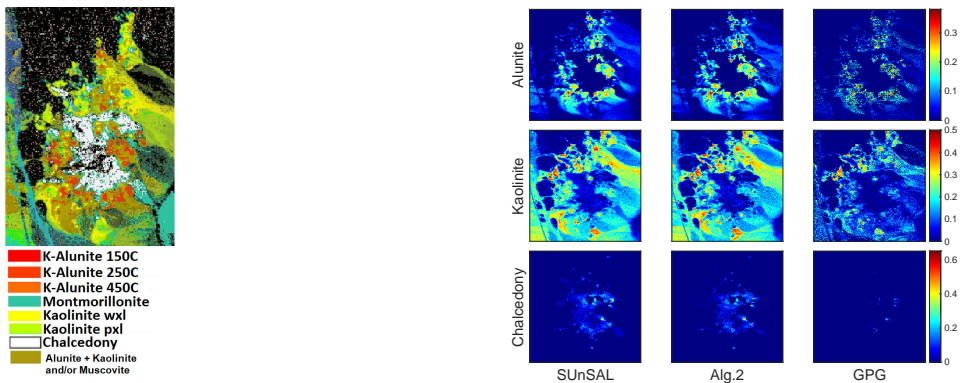 K-Alunite 150C
K-Alunite 250C
K-Alunite 450C
Montmorillonite
Kaolinite wxl
Kaolinite pxl
Chalcedony
Alunite + Kaolinite
and/or Muscovite
Alunite
0.3
0.2
0.1
0
Kaolinite
0.5
0.4
0.3
0.2
0.1
0
Chalcedony
0.6
0.4
0.2
0
SUnSAL
Alg.2
GPG